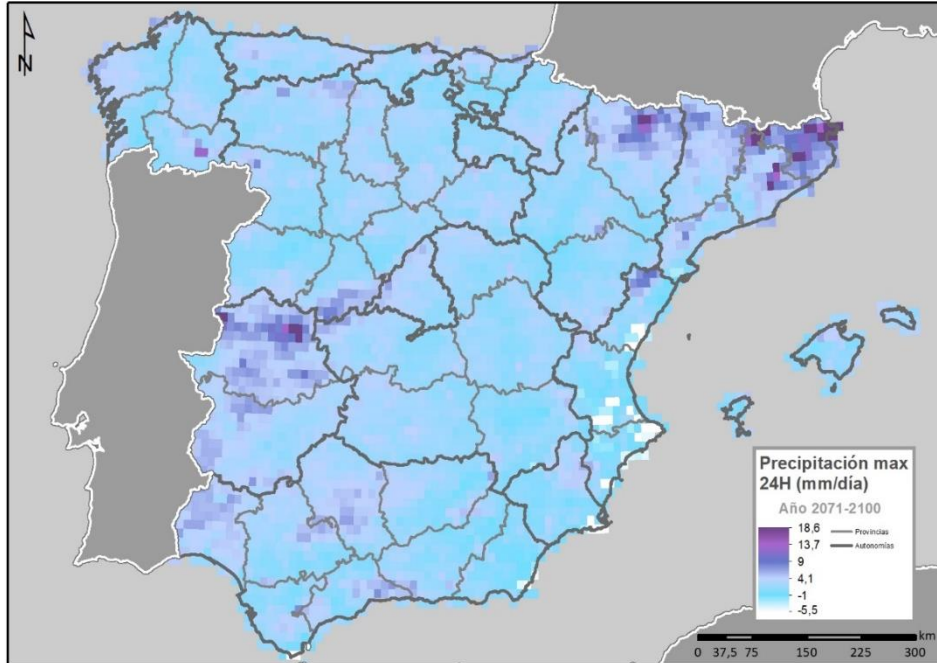 N
Precipitación max
24H (mm/día)
Año 2071-2100
18,6
13,7
9
4,1
-1
-5,5
Provincias
Autonomías
km
0 37,5 75 150 225 300